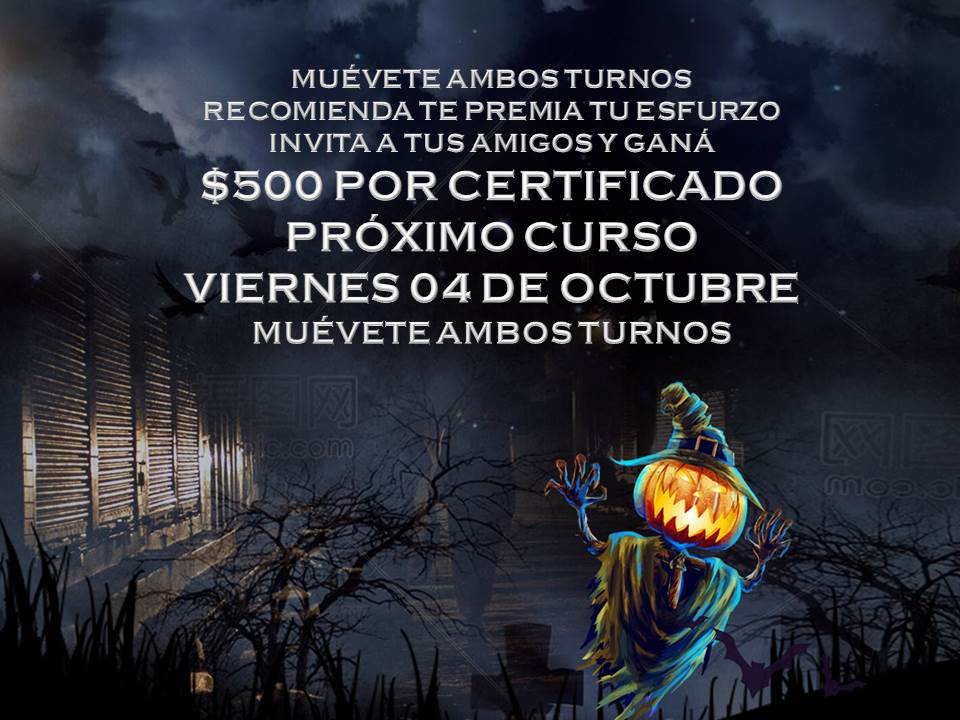 MUÉVETE AMBOS TURNOS
RECOMIENDA TE PREMIA TU ESFURZO
INVITA A TUS AMIGOS Y GANÁ
$500 POR CERTIFICADO
PRÓXIMO CURSO
VIERNES 04 DE OCTUBRE
MUÉVETE AMBOS TURNOS